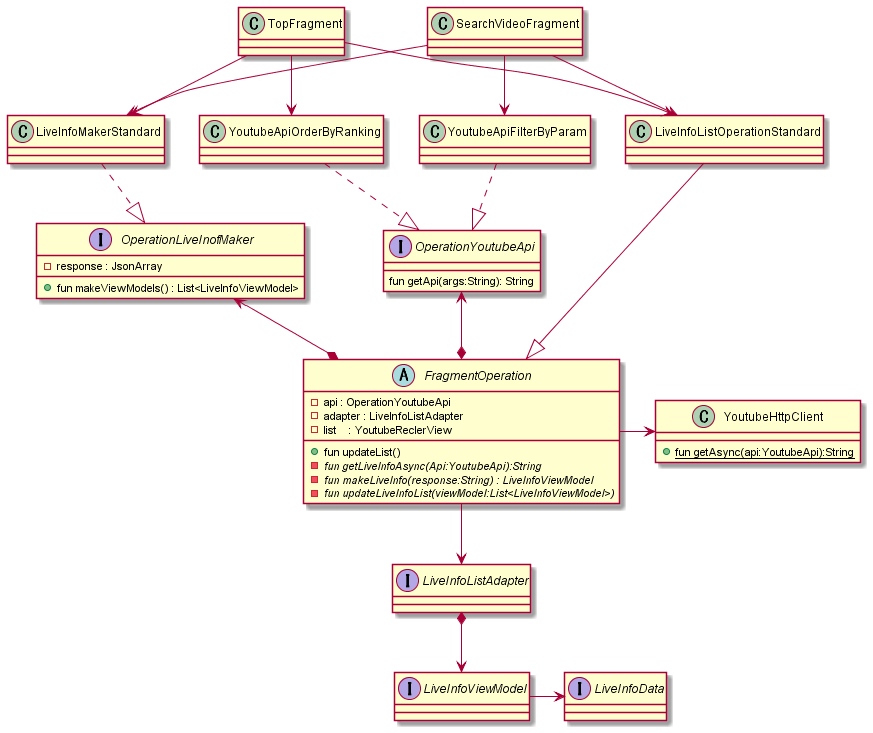 C TopFragment
C SearchVideoFragment
C LiveInfoMakerStandard
C YoutubeApiOrderByRanking
C YoutubeApiFilterByParam
C LiveInfoListOperationStandard
I OperationLiveInofMaker
response : JsonArray
fun makeViewModels() : List<LiveInfoViewModel>
I OperationYoutubeApi
fun getApi(args:String): String
A FragmentOperation
api : OperationYoutubeApi
adapter : LiveInfoListAdapter
list : YoutubeReclerView
fun updateList()
fun getLiveInfoAsync(Api:YoutubeApi):String
fun makeLiveInfo(response:String) : LiveInfoViewModel
fun updateLiveInfoList(viewModel:List<LiveInfoViewModel>)
C YoutubeHttpClient
fun getAsync(api:YoutubeApi):String
I LiveInfoListAdapter
I LiveInfoViewModel
I LiveInfoData